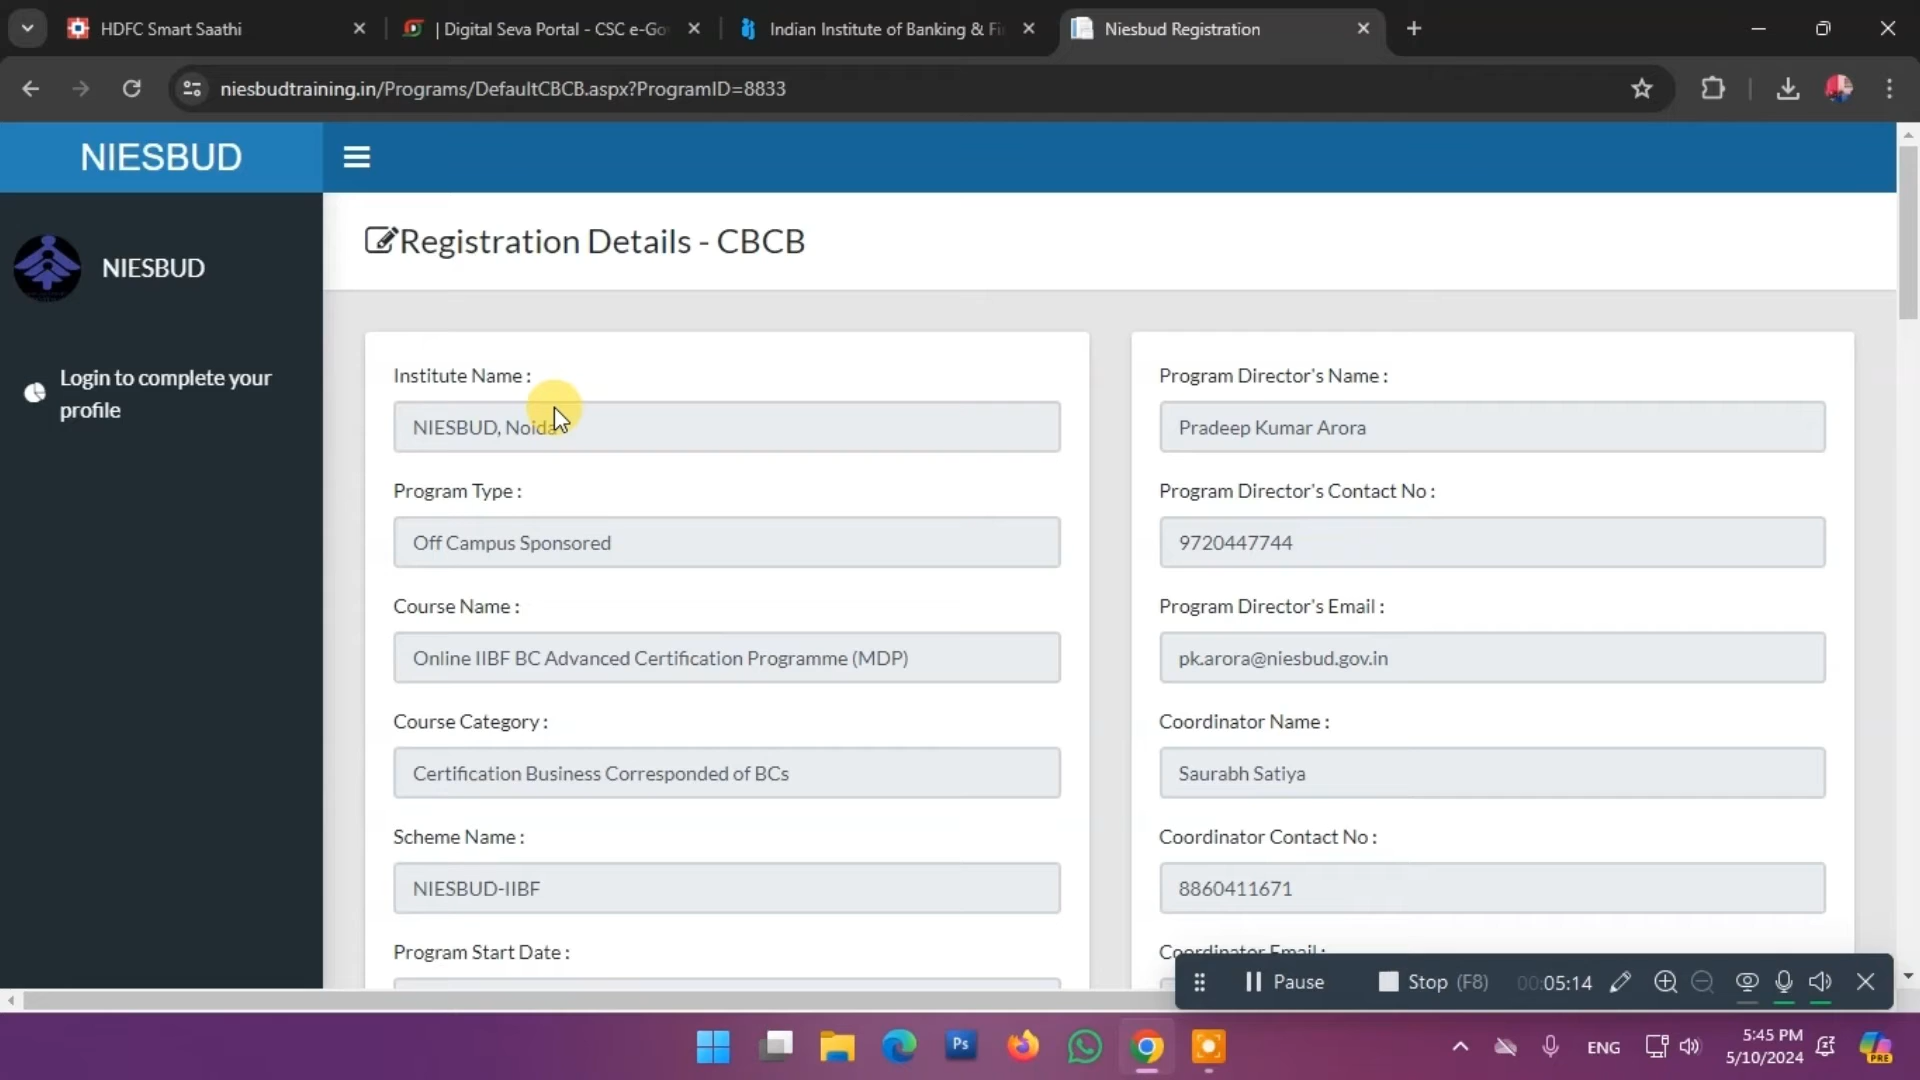 HDFC Smart Saathi
| Digital Seva Portal - CSC e-Go
Indian Institute of Banking & Fi
Niesbud Registration
niesbudtraining.in/Programs/DefaultCBCB.aspx?ProgramID=8833
NIESBUD
NIESBUD
Login to complete your
profile
Registration Details - CBCB
Institute Name :
NIESBUD, Noida
Program Type :
Off Campus Sponsored
Course Name :
Online IIBF BC Advanced Certification Programme (MDP)
Course Category :
Certification Business Corresponded of BCs
Scheme Name :
NIESBUD-IIBF
Program Start Date :
Program Director's Name :
Pradeep Kumar Arora
Program Director's Contact No :
9720447744
Program Director's Email :
pk.arora@niesbud.gov.in
Coordinator Name :
Saurabh Satiya
Coordinator Contact No :
8860411671
Coordinator Email :
Pause
Stop (F8)
00:05:14
Ps
ENG
5:45 PM
5/10/2024
PRE